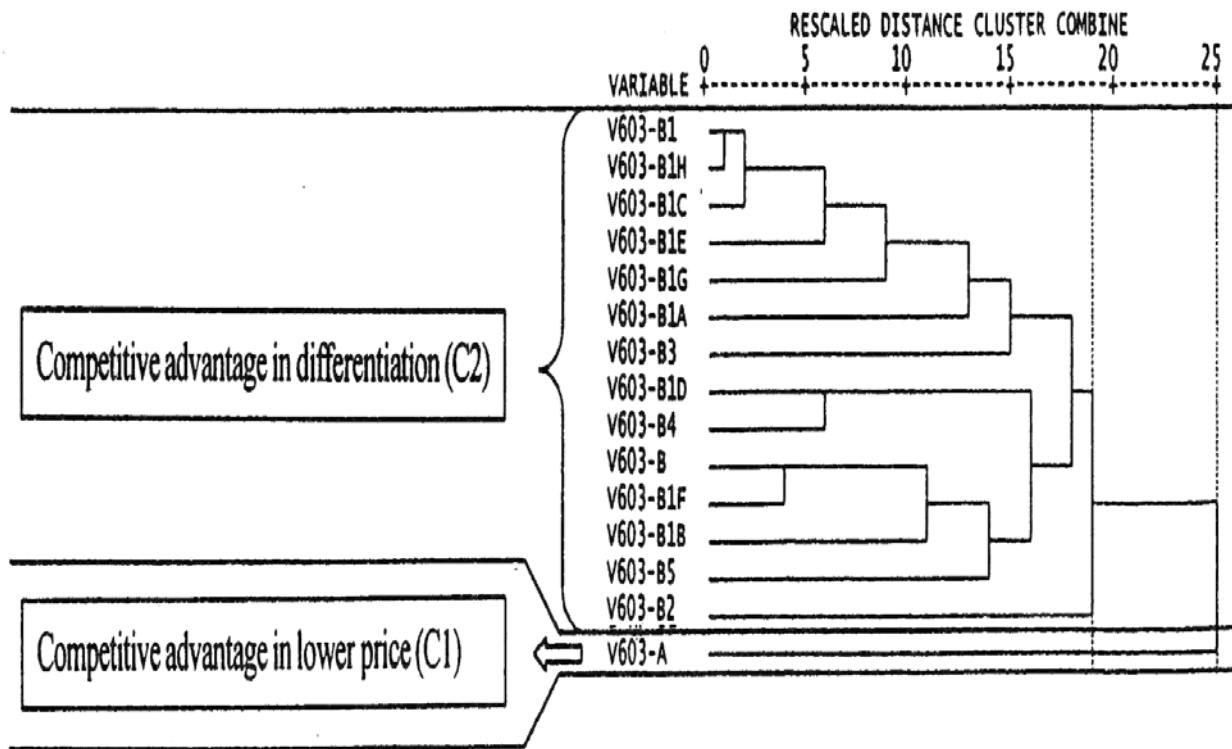 RESCALED DISTANCE CLUSTER COMBINE
0 5 10 15 20 25
VARIABLE
V603-B1
V603-B1H
V603-B1C
V603-B1E
V603-B1G
V603-B1A
V603-B3
Competitive advantage in differentiation (C2)
V603-B1D
V603-B4
V603-B
V603-B1F
V603-B1B
V603-B5
V603-B2
Competitive advantage in lower price (C1)
V603-A